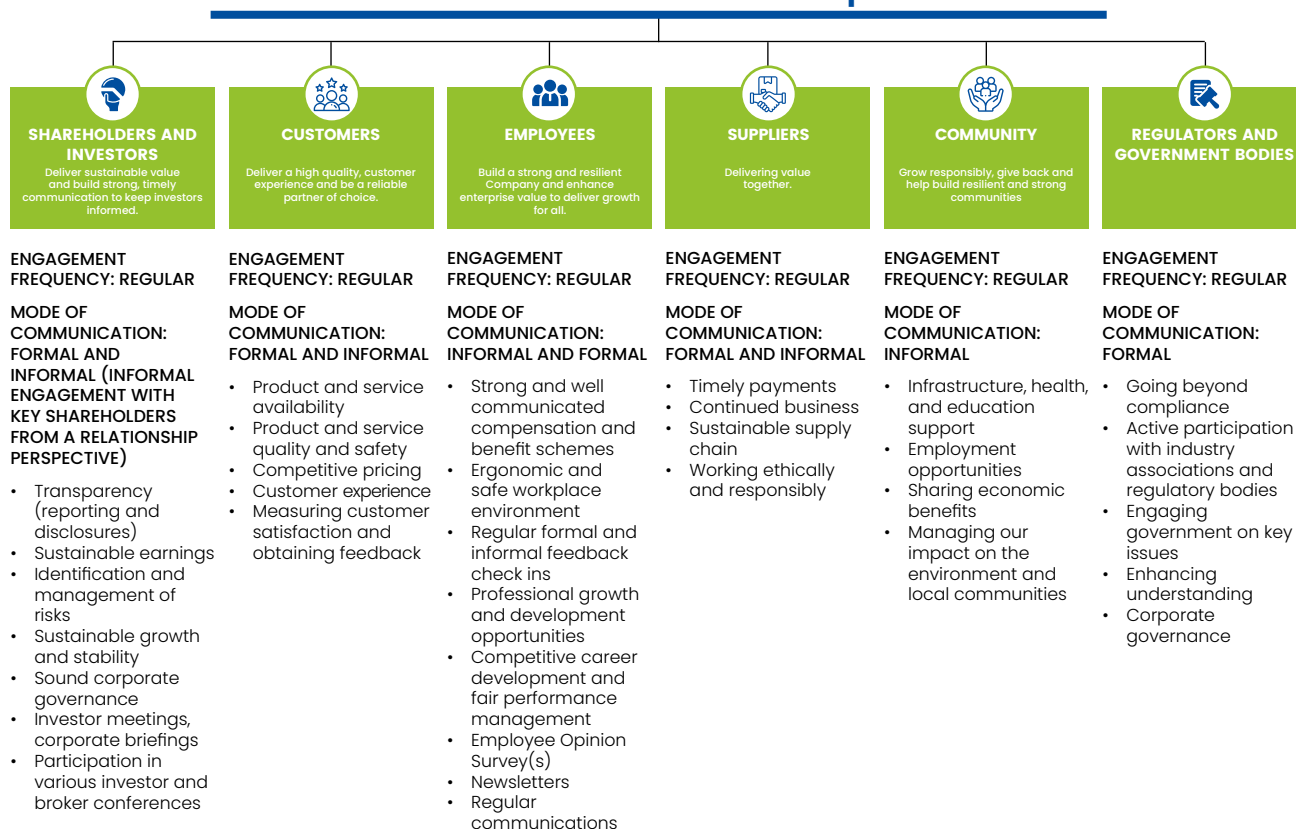 SHAREHOLDERS AND
INVESTORS
Deliver sustainable value
and build strong, timely
communication to keep investors
informed.
ENGAGEMENT
FREQUENCY: REGULAR
MODE OF
COMMUNICATION:
FORMAL AND
INFORMAL (INFORMAL
ENGAGEMENT WITH
KEY SHAREHOLDERS
FROM A RELATIONSHIP
PERSPECTIVE)
• Transparency
(reporting and
disclosures)
• Sustainable earnings
• Identification and
management of
risks
• Sustainable growth
and stability
• Sound corporate
governance
• Investor meetings,
corporate briefings
• Participation in
various investor and
broker conferences
CUSTOMERS
Deliver a high quality, customer
experience and be a reliable
partner of choice.
ENGAGEMENT
FREQUENCY: REGULAR
MODE OF
COMMUNICATION:
FORMAL AND INFORMAL
• Product and service
availability
• Product and service
quality and safety
• Competitive pricing
• Customer experience
• Measuring customer
satisfaction and
obtaining feedback
EMPLOYEES
Build a strong and resilient
Company and enhance
enterprise value to deliver growth
for all.
ENGAGEMENT
FREQUENCY: REGULAR
MODE OF
COMMUNICATION:
INFORMAL AND FORMAL
• Strong and well
communicated
compensation and
benefit schemes
• Ergonomic and
safe workplace
environment
• Regular formal and
informal feedback
check ins
• Professional growth
and development
opportunities
• Competitive career
development and
fair performance
management
• Employee Opinion
Survey(s)
• Newsletters
• Regular
communications
SUPPLIERS
Delivering value
together.
ENGAGEMENT
FREQUENCY: REGULAR
MODE OF
COMMUNICATION:
FORMAL AND INFORMAL
• Timely payments
• Continued business
• Sustainable supply
chain
• Working ethically
and responsibly
COMMUNITY
Grow responsibly, give back and
help build resilient and strong
communities
ENGAGEMENT
FREQUENCY: REGULAR
MODE OF
COMMUNICATION:
INFORMAL
• Infrastructure, health,
and education
support
• Employment
opportunities
• Sharing economic
benefits
• Managing our
impact on the
environment and
local communities
REGULATORS AND
GOVERNMENT BODIES
ENGAGEMENT
FREQUENCY: REGULAR
MODE OF
COMMUNICATION:
FORMAL
• Going beyond
compliance
• Active participation
with industry
associations and
regulatory bodies
• Engaging
government on key
issues
• Enhancing
understanding
• Corporate
governance